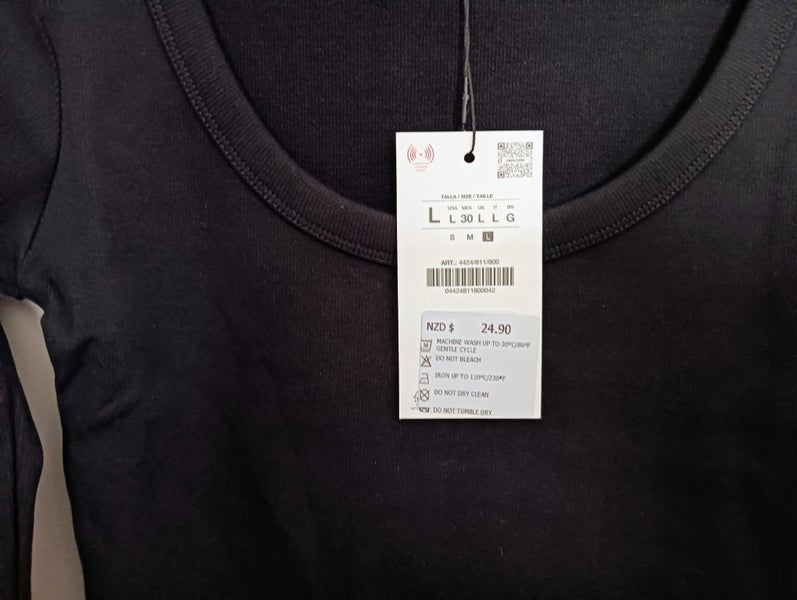 TALLA / SIZE / TAILLE
USA MEX UK IT BR
L L 30 L L G
S M L
ART.: 4424/811/800
04424811800042
NZD $ 24.90
MACHINE WASH UP TO 30ºC/86ºF
GENTLE CYCLE
DO NOT BLEACH
IRON UP TO 110ºC/230ºF
DO NOT DRY CLEAN
DO NOT TUMBLE DRY